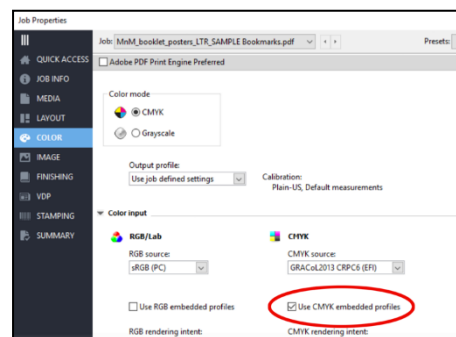 Job Properties
Job: MnM_booklet_posters_LTR_SAMPLE Bookmarks.pdf
Presets:
QUICK ACCESS
JOB INFO
MEDIA
LAYOUT
COLOR
IMAGE
FINISHING
VDP
STAMPING
SUMMARY
Adobe PDF Print Engine Preferred
Color mode
CMYK
Grayscale
Output profile:
Use job defined settings
Calibration:
Plain-US, Default measurements
Color input
RGB/Lab
CMYK
RGB source:
CMYK source:
sRGB (PC)
GRACoL2013 CRPC6 (EFI)
Use RGB embedded profiles
Use CMYK embedded profiles
RGB rendering intent:
CMYK rendering intent: